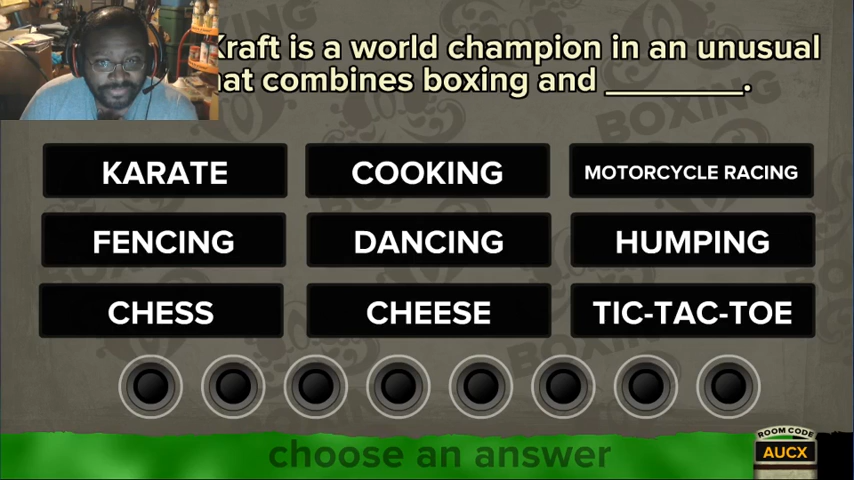 Kraft is a world champion in an unusual
combines boxing and ________.
KARATE
COOKING
MOTORCYCLE RACING
FENCING
DANCING
HUMPING
CHESS
CHEESE
TIC-TAC-TOE
choose an answer
ROOM CODE
AUCX
BOXING